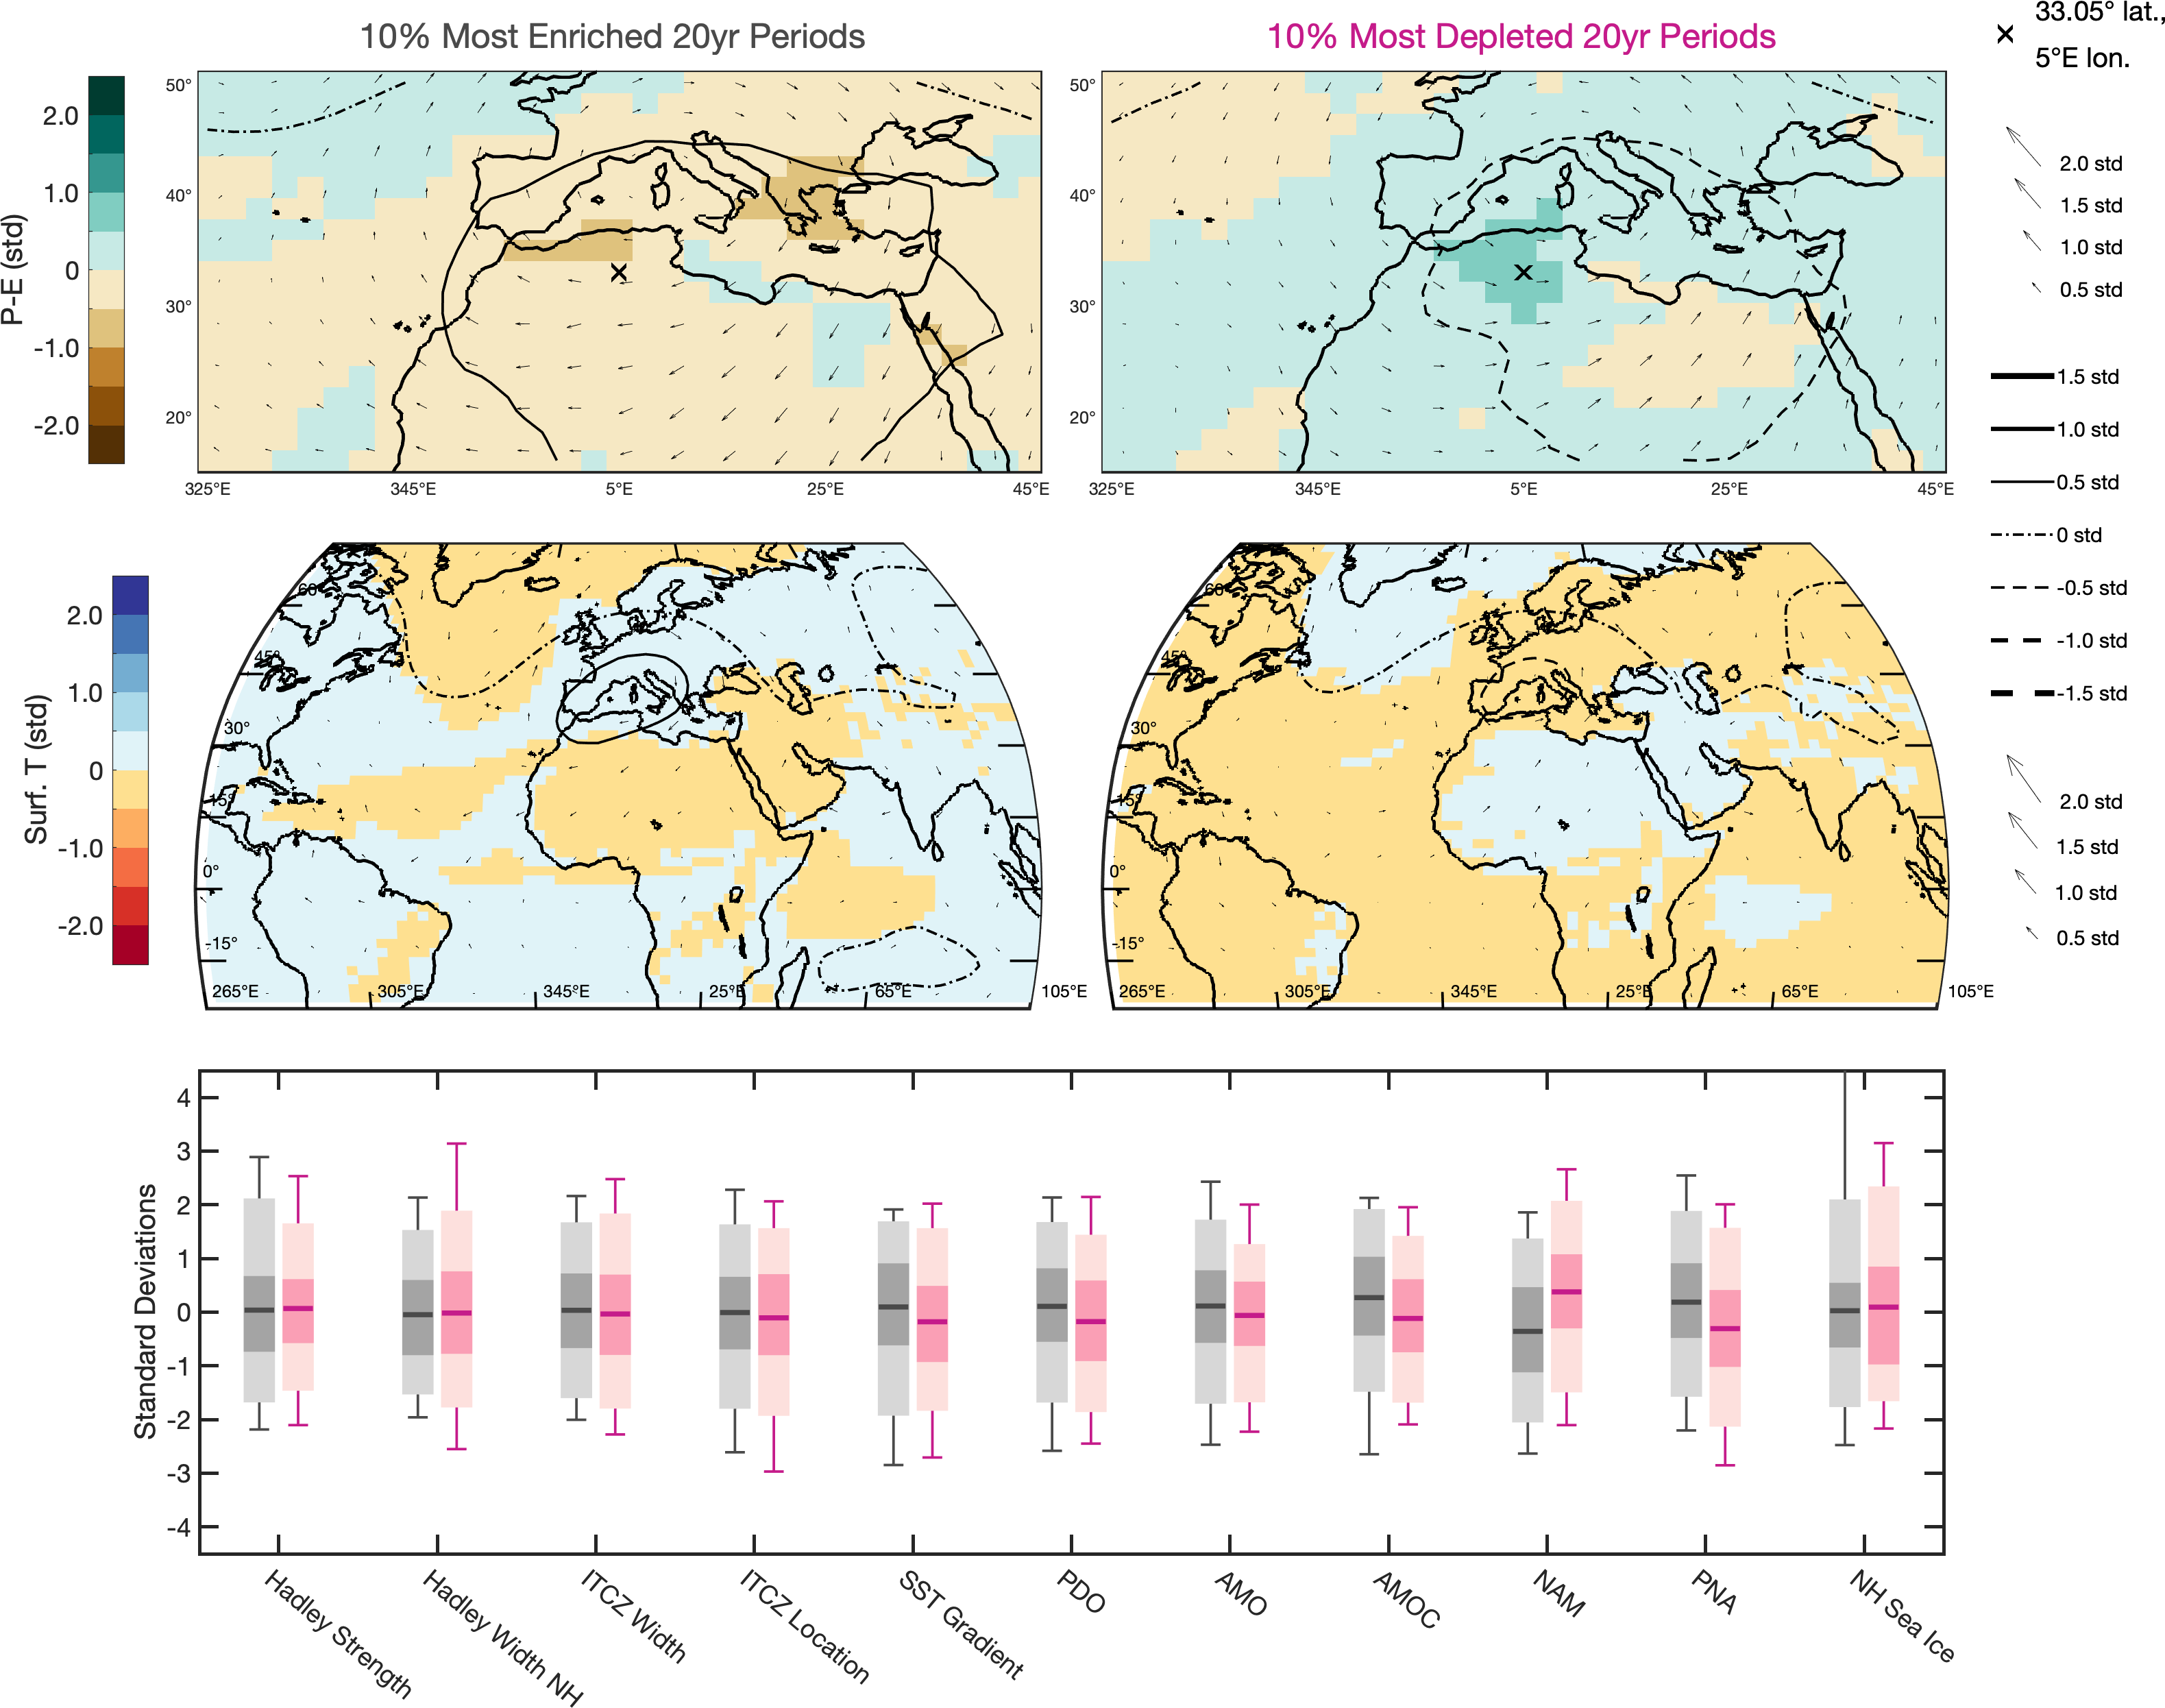 10% Most Enriched 20yr Periods
10% Most Depleted 20yr Periods
33.05° lat.,
5°E lon.
P-E (std)
2.0
1.0
0
-1.0
-2.0
50°
40°
30°
20°
325°E 345°E 5°E 25°E 45°E
50°
40°
30°
20°
325°E 345°E 5°E 25°E 45°E
2.0 std
1.5 std
1.0 std
0.5 std
1.5 std
1.0 std
0.5 std
0 std
-0.5 std
-1.0 std
-1.5 std
2.0 std
1.5 std
1.0 std
0.5 std
Surf. T (std)
2.0
1.0
0
-1.0
-2.0
60°
45°
30°
15°
0°
-15°
265°E 305°E 345°E 25°E 65°E 105°E
60°
45°
30°
15°
0°
-15°
265°E 305°E 345°E 25°E 65°E 105°E
Standard Deviations
4
3
2
1
0
-1
-2
-3
-4
Hadley Strength
Hadley Width NH
ITCZ Width
ITCZ Location
SST Gradient
PDO
AMO
AMOC
NAM
PNA
NH Sea Ice